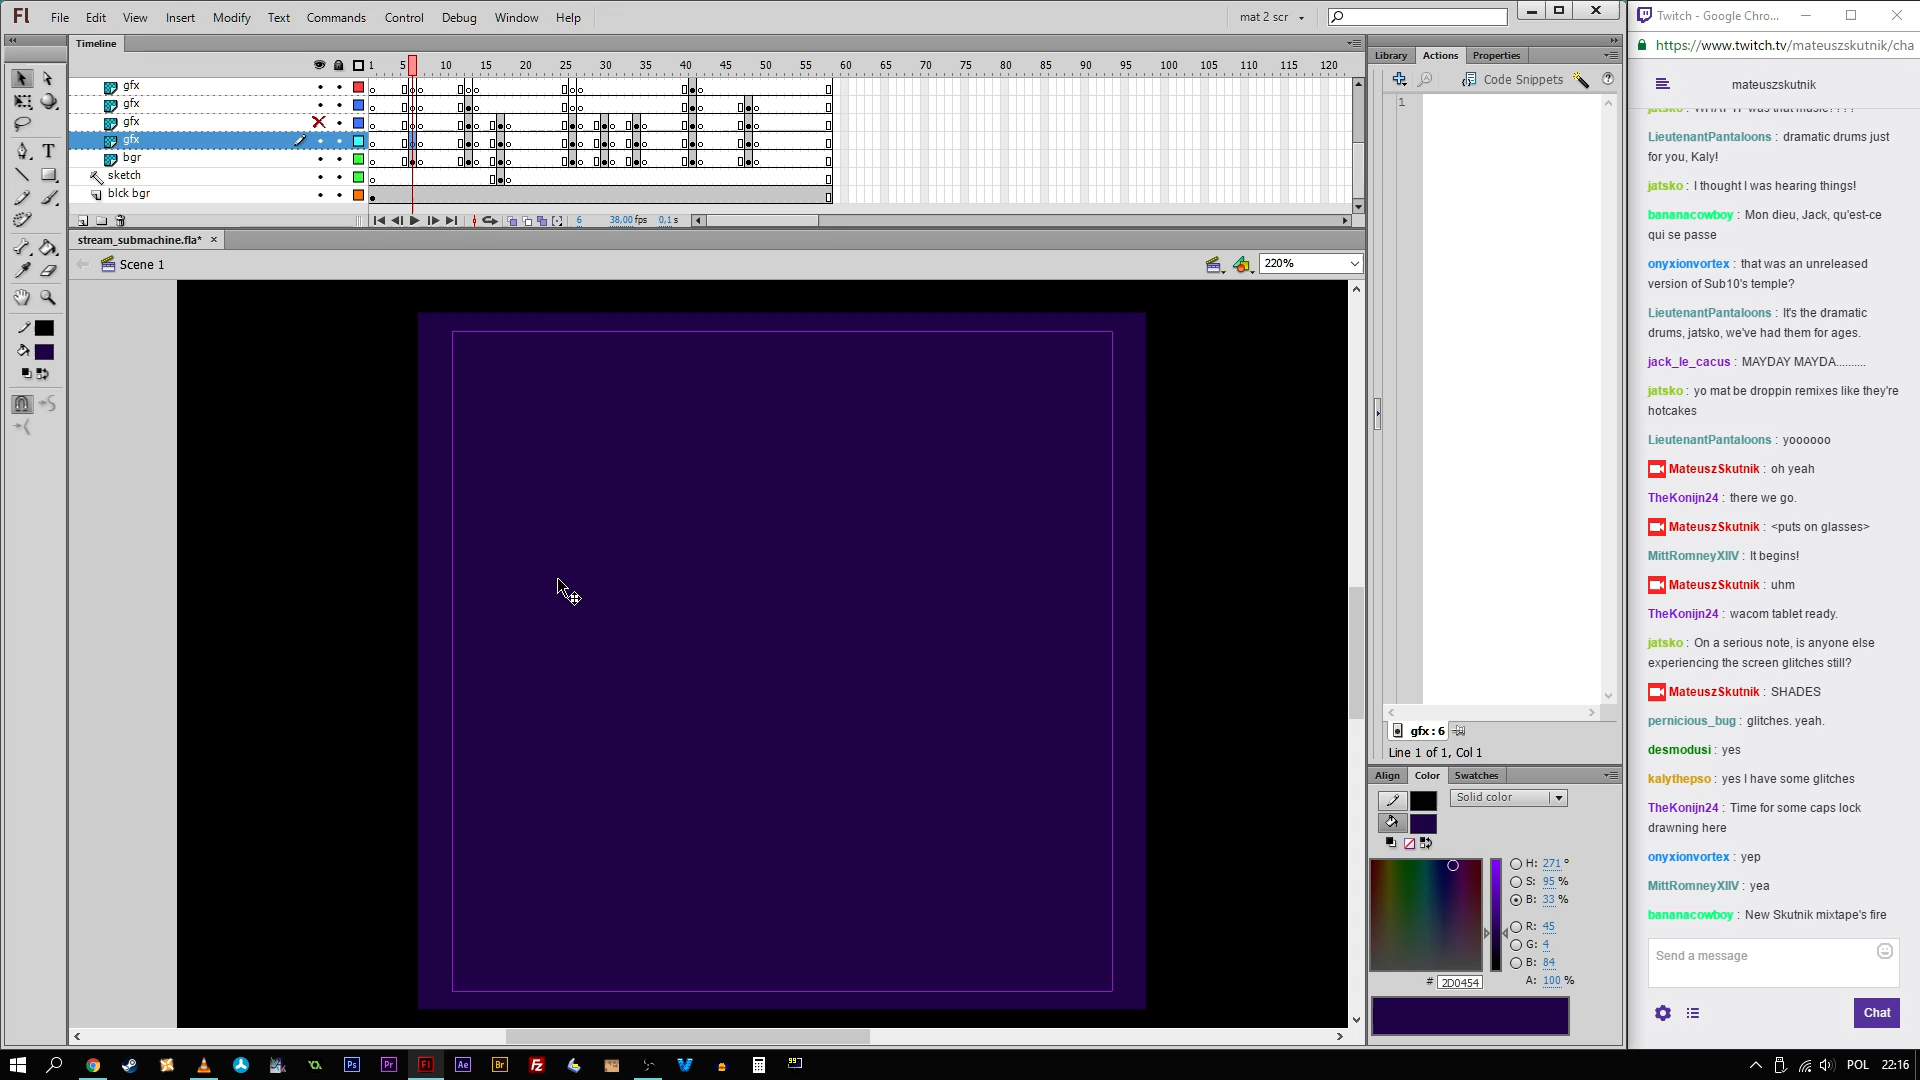 Fl File Edit View Insert Modify Text Commands Control Debug Window Help mat 2 scr
Timeline
1 5 10 15 20 25 30 35 40 45 50 55 60 65 70 75 80 85 90 95 100 105 110 115 120
gfx
gfx
gfx
gfx
bgr
sketch
blck bgr
6 38,00 fps 0,1 s
stream_submachine.fla*
Scene 1
220%
Library Actions Properties
Code Snippets
1
gfx : 6
Line 1 of 1, Col 1
Align Color Swatches
Solid color
H: 271 °
S: 95 %
B: 33 %
R: 45
G: 4
B: 84
# 2D0454 A: 100 %
Twitch - Google Chro...
https://www.twitch.tv/mateuszskutnik/cha
mateuszskutnik
LieutenantPantaloons : dramatic drums just
for you, Kaly!
jatsko : I thought I was hearing things!
bananacowboy : Mon dieu, Jack, qu'est-ce
qui se passe
onyxionvortex : that was an unreleased
version of Sub10's temple?
LieutenantPantaloons : It's the dramatic
drums, jatsko, we've had them for ages.
jack_le_cacus : MAYDAY MAYDA..........
jatsko : yo mat be droppin remixes like they're
hotcakes
LieutenantPantaloons : yoooooo
MateuszSkutnik : oh yeah
TheKonijn24 : there we go.
MateuszSkutnik : <puts on glasses>
MittRomneyXIIV : It begins!
MateuszSkutnik : uhm
TheKonijn24 : wacom tablet ready.
jatsko : On a serious note, is anyone else
experiencing the screen glitches still?
MateuszSkutnik : SHADES
pernicious_bug : glitches. yeah.
desmodusi : yes
kalythepso : yes I have some glitches
TheKonijn24 : Time for some caps lock
drawning here
onyxionvortex : yep
MittRomneyXIIV : yea
bananacowboy : New Skutnik mixtape's fire
Send a message
Chat
Ps Pr Fl Ae Br Fz
POL 22:16